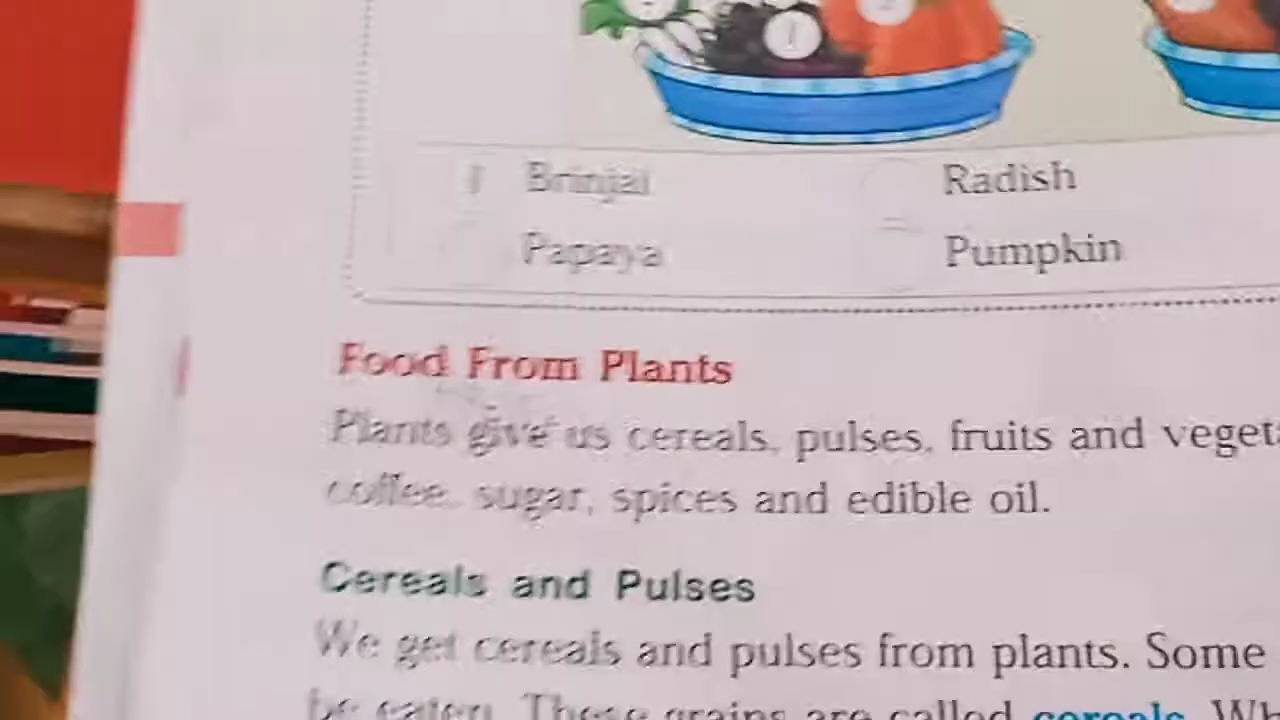 1
1 Brinjal Radish
Papaya Pumpkin
Food From Plants
Plants give us cereals, pulses, fruits and
coffee, sugar, spices and edible oil.
Cereals and Pulses
We get cereals and pulses from plants. Some
be eaten. These grains are called cereals.